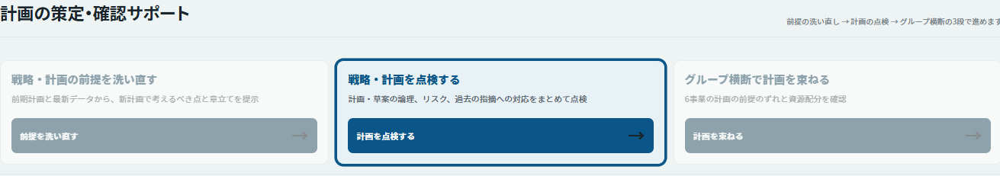 計画の策定・確認サポート
前提の洗い直し → 計画の点検 → グループ横断の3段で進めます
戦略・計画の前提を洗い直す
前期計画と最新データから、新計画で考えるべき点と章立てを提示
前提を洗い直す →
戦略・計画を点検する
計画・草案の論理、リスク、過去の指摘への対応をまとめて点検
計画を点検する →
グループ横断で計画を束ねる
6事業の計画の前提のずれと資源配分を確認
計画を束ねる →